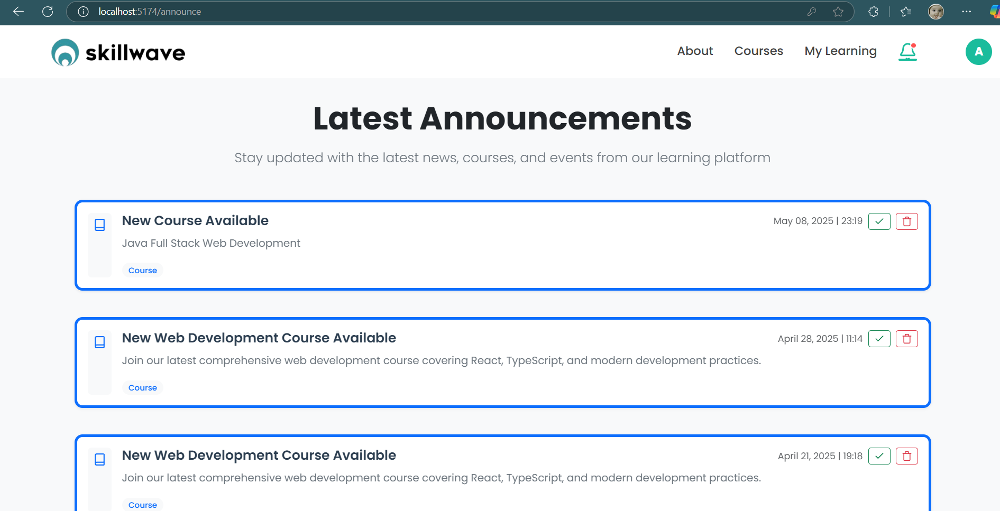 localhost:5174/announce
skillwave
About Courses My Learning
A
Latest Announcements
Stay updated with the latest news, courses, and events from our learning platform
New Course Available
May 08, 2025 | 23:19
Java Full Stack Web Development
Course
New Web Development Course Available
April 28, 2025 | 11:14
Join our latest comprehensive web development course covering React, TypeScript, and modern development practices.
Course
New Web Development Course Available
April 21, 2025 | 19:18
Join our latest comprehensive web development course covering React, TypeScript, and modern development practices.
Course